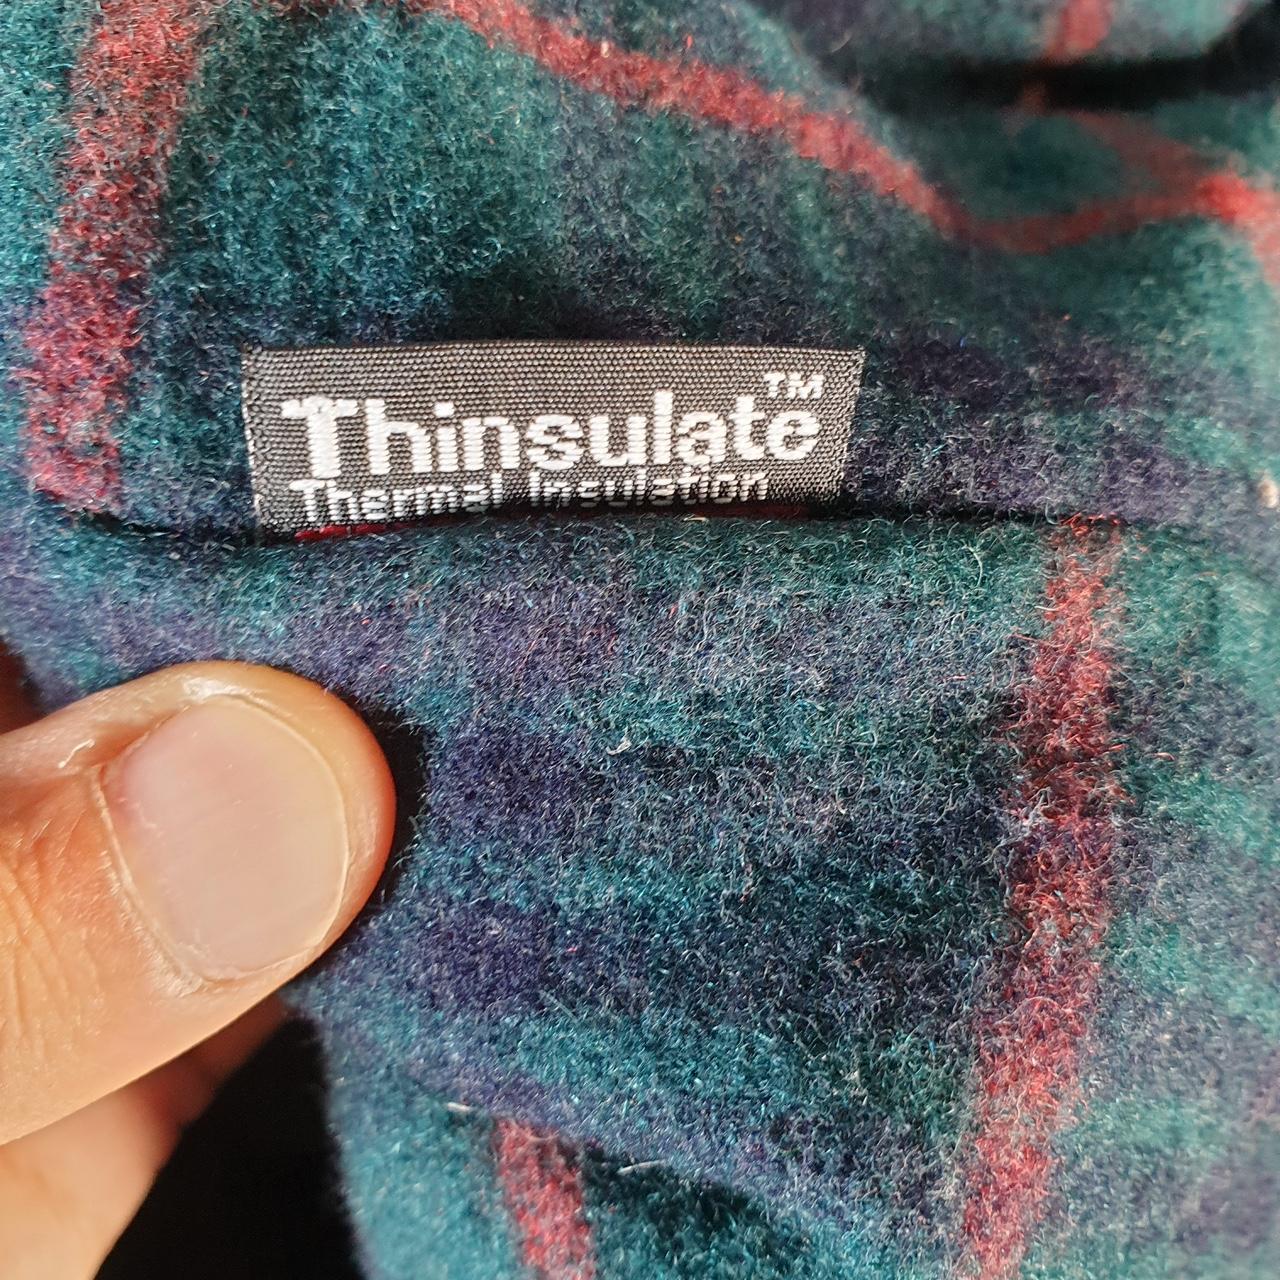 Thinsulate™
Thermal Insulation